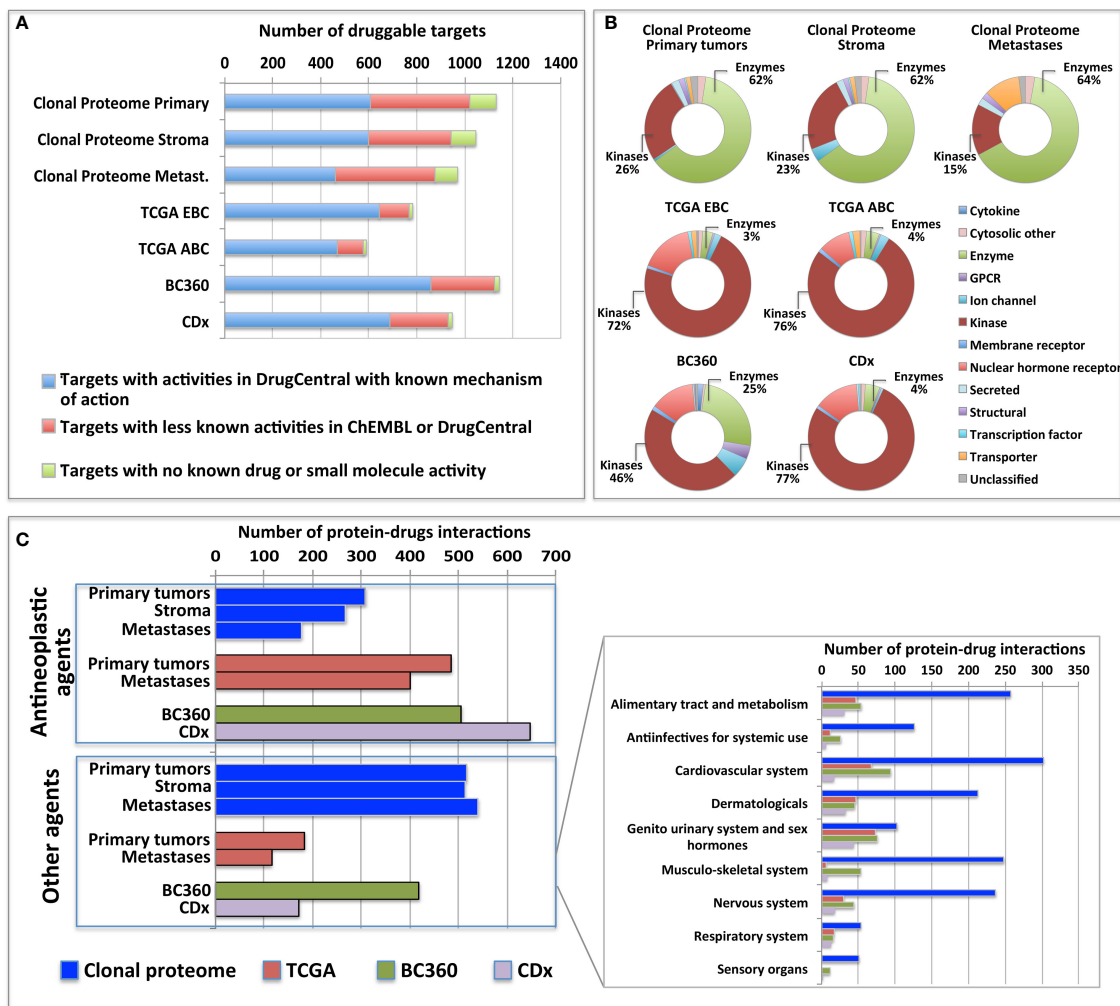 A
Number of druggable targets
0 200 400 600 800 1000 1200 1400
Clonal Proteome Primary
Clonal Proteome Stroma
Clonal Proteome Metast.
TCGA EBC
TCGA ABC
BC360
CDx
Targets with activities in DrugCentral with known mechanism
of action
Targets with less known activities in ChEMBL or DrugCentral
Targets with no known drug or small molecule activity
B
Clonal Proteome
Primary tumors
Enzymes
62%
Kinases
26%
Clonal Proteome
Stroma
Enzymes
62%
Kinases
23%
Clonal Proteome
Metastases
Enzymes
64%
Kinases
15%
TCGA EBC
Enzymes
3%
Kinases
72%
TCGA ABC
Enzymes
4%
Kinases
76%
BC360
Enzymes
25%
Kinases
46%
CDx
Enzymes
4%
Kinases
77%
Cytokine
Cytosolic other
Enzyme
GPCR
Ion channel
Kinase
Membrane receptor
Nuclear hormone receptor
Secreted
Structural
Transcription factor
Transporter
Unclassified
C
Number of protein-drugs interactions
0 100 200 300 400 500 600 700
Antineoplastic
agents
Primary tumors
Stroma
Metastases
Primary tumors
Metastases
BC360
CDx
Other agents
Primary tumors
Stroma
Metastases
Primary tumors
Metastases
BC360
CDx
Clonal proteome
TCGA
BC360
CDx
Number of protein-drug interactions
0 50 100 150 200 250 300 350
Alimentary tract and metabolism
Antiinfectives for systemic use
Cardiovascular system
Dermatologicals
Genito urinary system and sex
hormones
Musculo-skeletal system
Nervous system
Respiratory system
Sensory organs